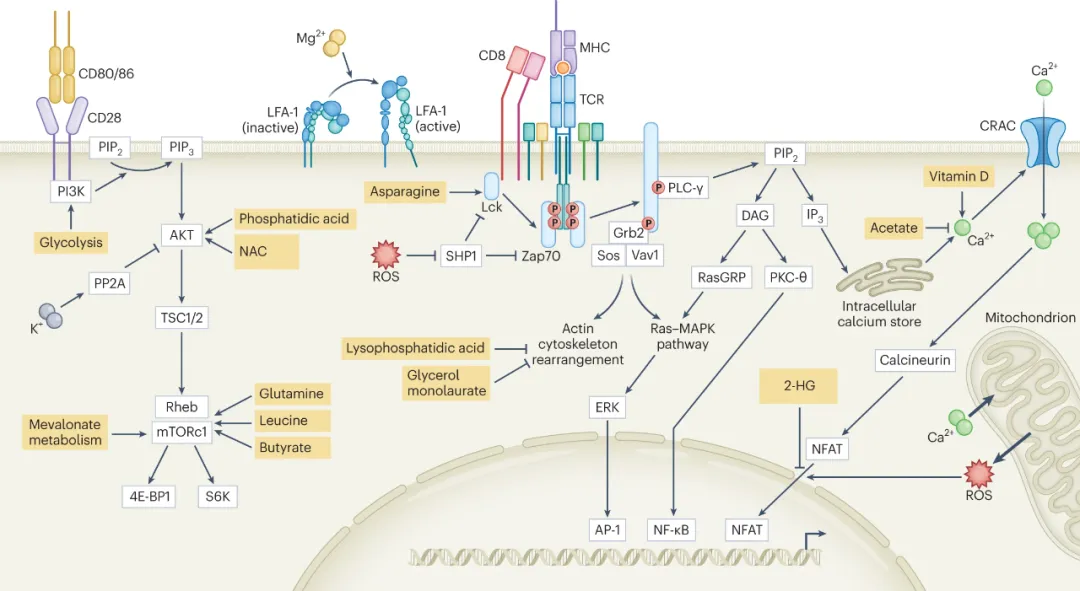 CD80/86
CD28
PIP2
PIP3
PI3K
Glycolysis
AKT
Phosphatidic acid
NAC
PP2A
K+
TSC1/2
Rheb
mTORc1
Mevalonate
metabolism
Glutamine
Leucine
Butyrate
4E-BP1
S6K
Mg2+
LFA-1
(inactive)
LFA-1
(active)
CD8
MHC
TCR
Asparagine
Lck
ROS
SHP1
Zap70
P
P
P
P
P
PLC-γ
P
Grb2
Sos
Vav1
Actin
cytoskeleton
rearrangement
Ras–MAPK
pathway
Lysophosphatidic acid
Glycerol
monolaurate
ERK
AP-1
PIP2
DAG
IP3
RasGRP
PKC-θ
NF-κB
Intracellular
calcium store
Vitamin D
Acetate
Ca2+
Ca2+
CRAC
Calcineurin
Mitochondrion
2-HG
NFAT
NFAT
Ca2+
ROS